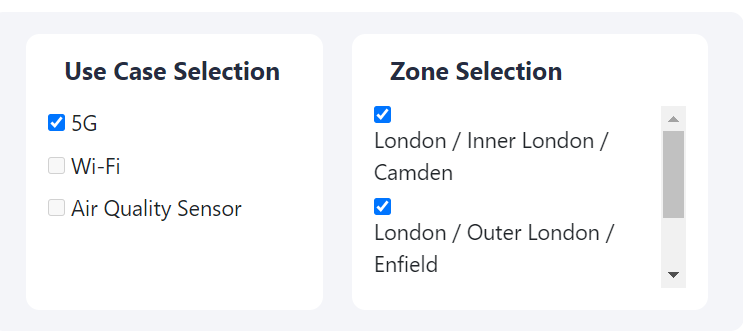 Use Case Selection
5G
Wi-Fi
Air Quality Sensor
Zone Selection
London / Inner London /
Camden
London / Outer London /
Enfield